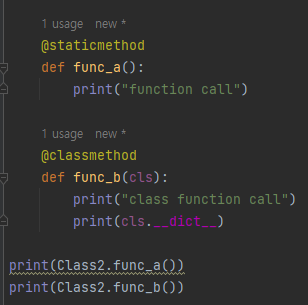 1 usage new *
@staticmethod
def func_a():
print("function call")
1 usage new *
@classmethod
def func_b(cls):
print("class function call")
print(cls.__dict__)
print(Class2.func_a())
print(Class2.func_b())